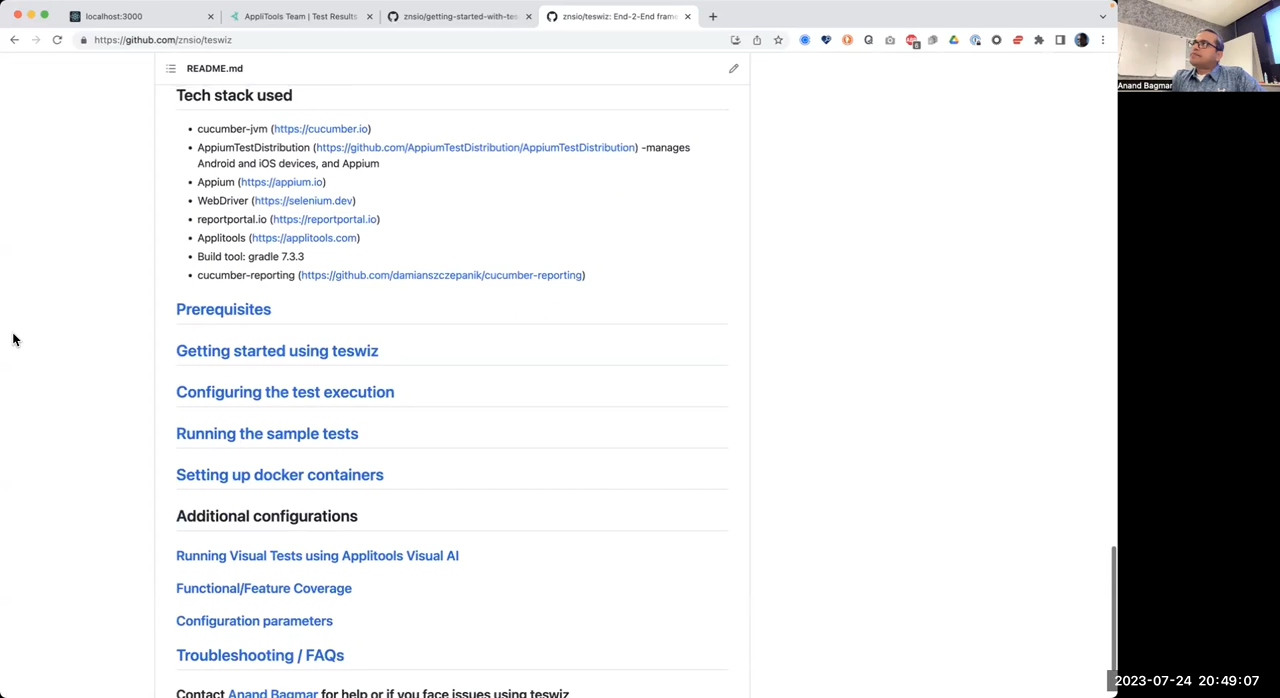 localhost:3000
AppliTools Team | Test Results
znsio/getting-started-with-tes
znsio/teswiz: End-2-End frame
https://github.com/znsio/teswiz
README.md
Tech stack used
cucumber-jvm (https://cucumber.io)
AppiumTestDistribution (https://github.com/AppiumTestDistribution/AppiumTestDistribution) -manages
Android and iOS devices, and Appium
Appium (https://appium.io)
WebDriver (https://selenium.dev)
reportportal.io (https://reportportal.io)
Applitools (https://applitools.com)
Build tool: gradle 7.3.3
cucumber-reporting (https://github.com/damianszczepanik/cucumber-reporting)
Prerequisites
Getting started using teswiz
Configuring the test execution
Running the sample tests
Setting up docker containers
Additional configurations
Running Visual Tests using Applitools Visual AI
Functional/Feature Coverage
Configuration parameters
Troubleshooting / FAQs
Contact Anand Bagmar for help or if you face issues using teswiz
Anand Bagmar
2023-07-24 20:49:07